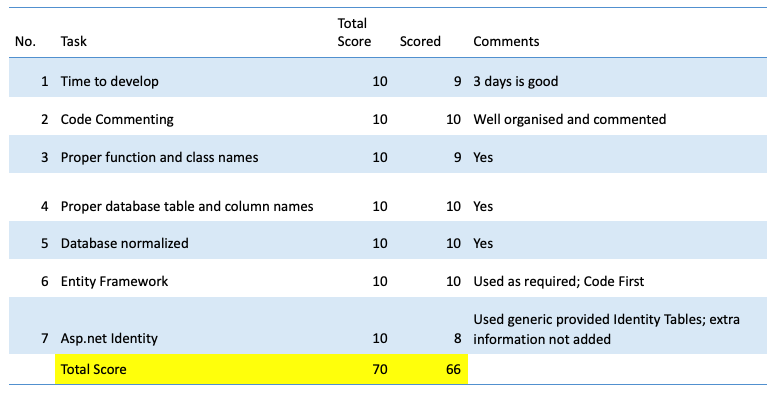 No. Task Total Score Scored Comments
1 Time to develop 10 9 3 days is good
2 Code Commenting 10 10 Well organised and commented
3 Proper function and class names 10 9 Yes
4 Proper database table and column names 10 10 Yes
5 Database normalized 10 10 Yes
6 Entity Framework 10 10 Used as required; Code First
7 Asp.net Identity 10 8 Used generic provided Identity Tables; extra
information not added
Total Score 70 66